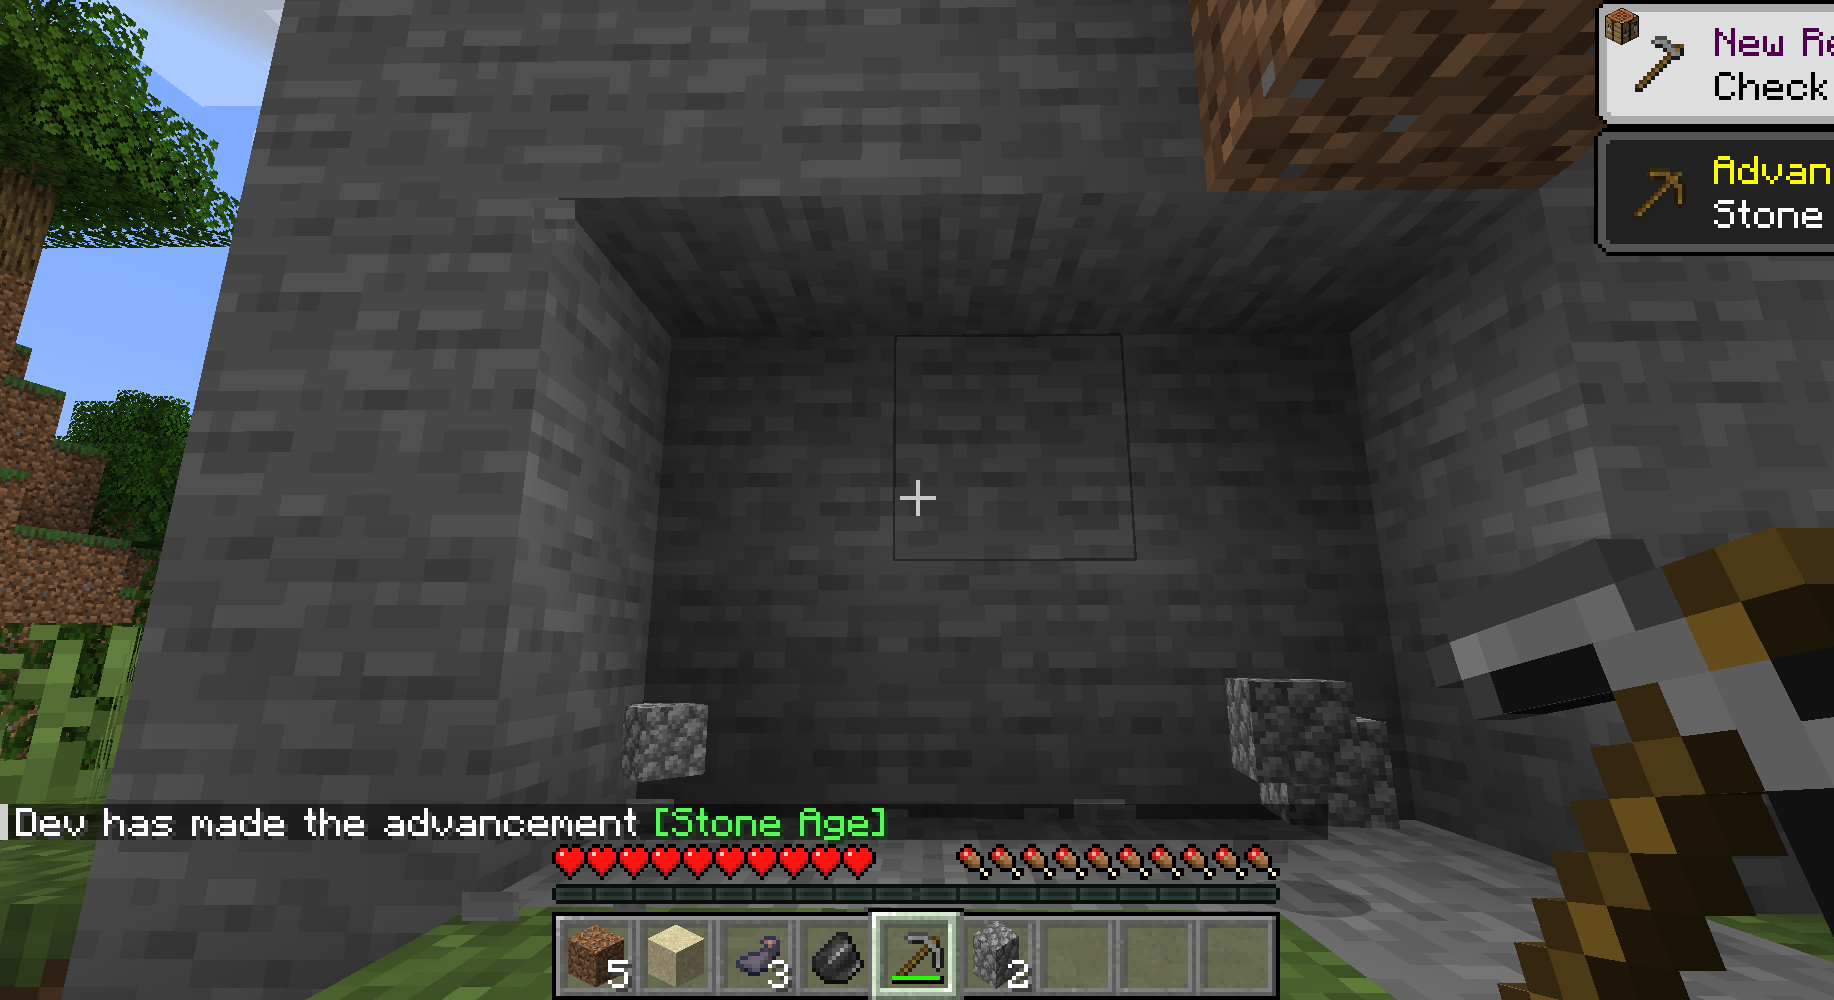 New Re
Check
Advan
Stone
Dev has made the advancement [Stone Age]
5
3
2